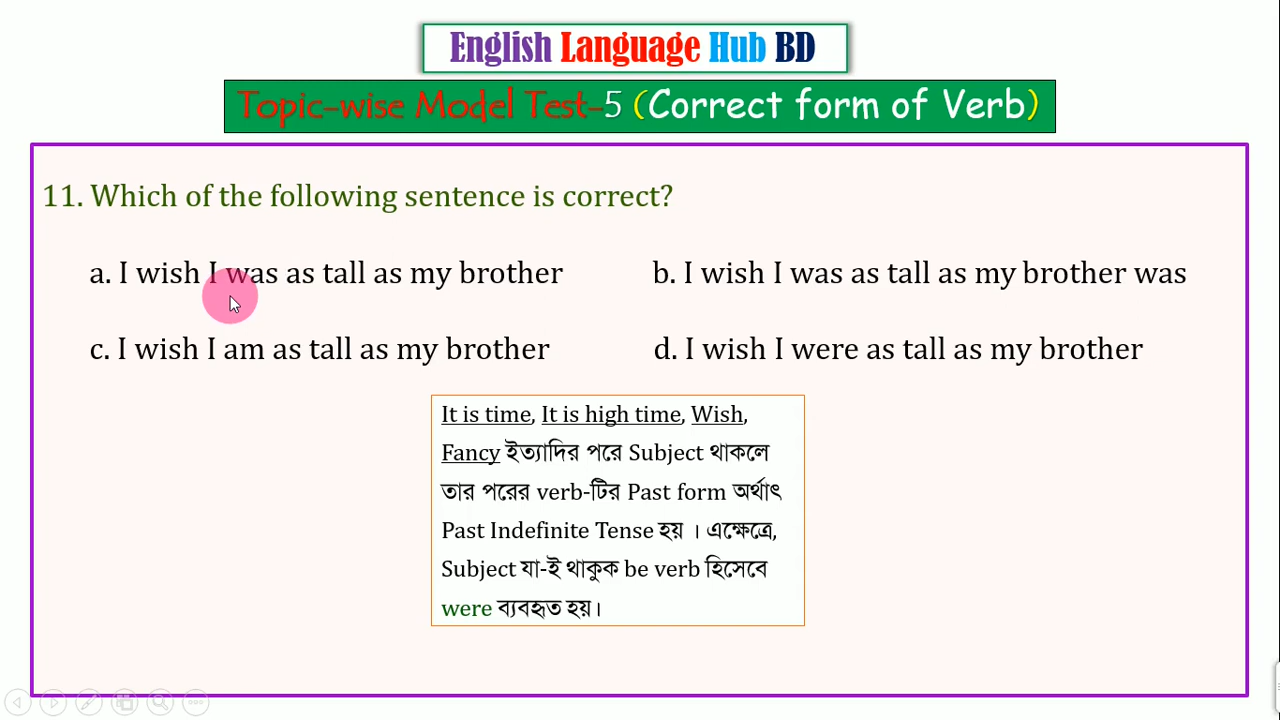 English Language Hub BD
Topic-wise Model Test-5 (Correct form of Verb)
11. Which of the following sentence is correct?
a. I wish I was as tall as my brother
b. I wish I was as tall as my brother was
c. I wish I am as tall as my brother
d. I wish I were as tall as my brother
It is time, It is high time, Wish,
Fancy ইত্যাদির পরে Subject থাকলে
তার পরের verb-টির Past form অর্থাৎ
Past Indefinite Tense হয় । এক্ষেত্রে,
Subject যা-ই থাকুক be verb হিসেবে
were ব্যবহৃত হয়।